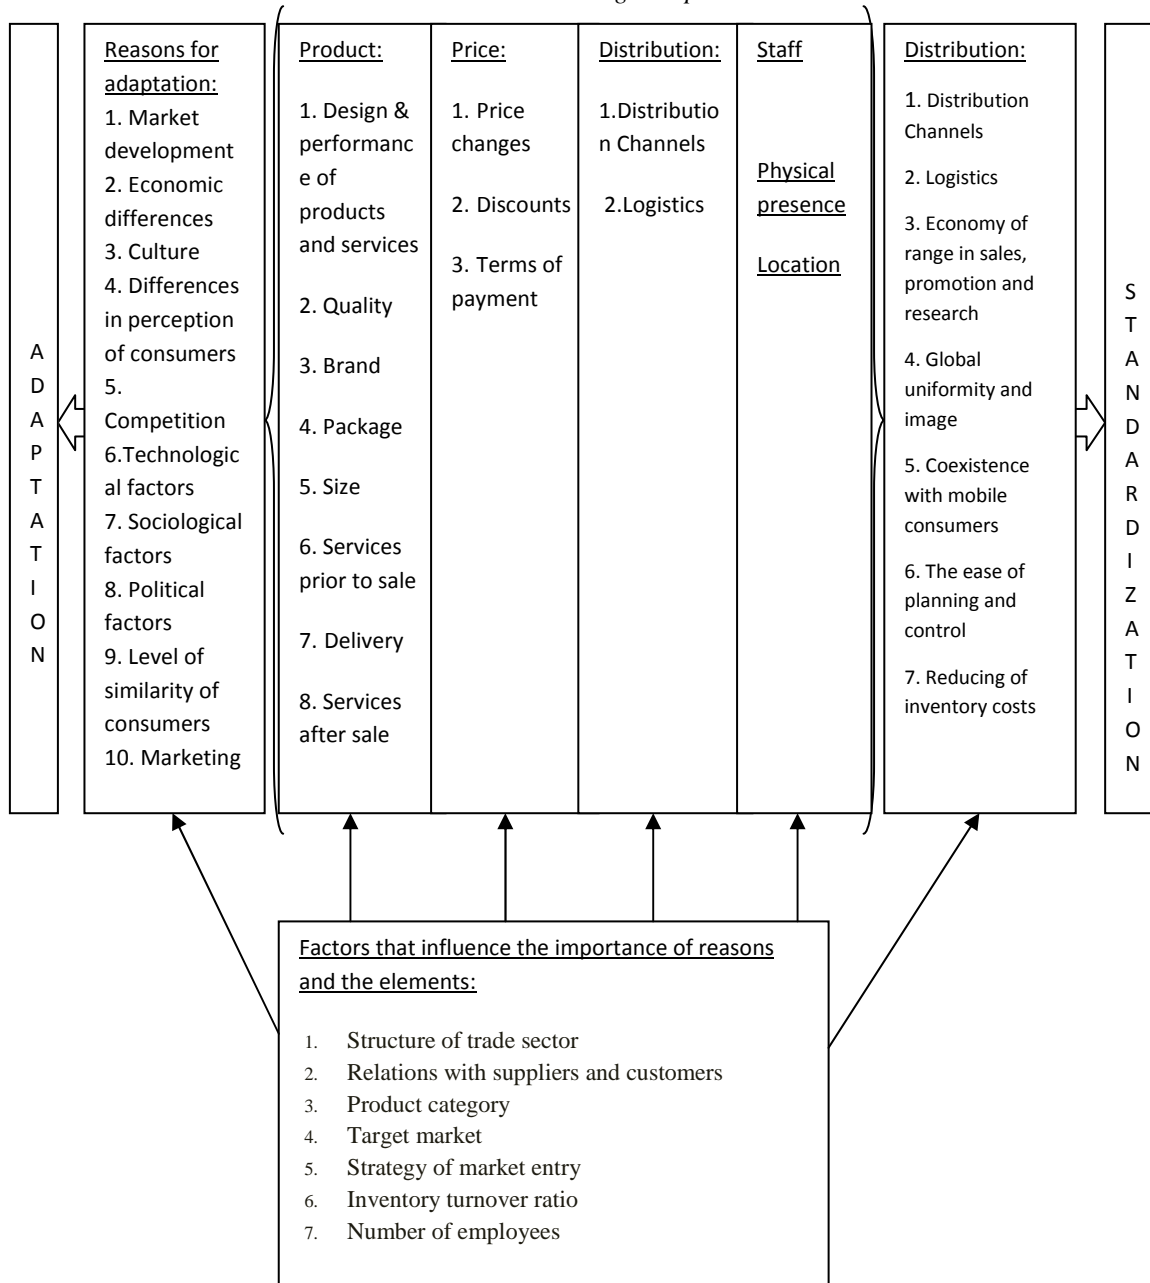 Reasons for
adaptation:
1. Market
development
2. Economic
differences
3. Culture
4. Differences
in perception
of consumers
5.
Competition
6.Technologic
al factors
7. Sociological
factors
8. Political
factors
9. Level of
similarity of
consumers
10. Marketing
Product:
1. Design &
performanc
e of
products
and services
2. Quality
3. Brand
4. Package
5. Size
6. Services
prior to sale
7. Delivery
8. Services
after sale
Price:
1. Price
changes
2. Discounts
3. Terms of
payment
Distribution:
1.Distributio
n Channels
2.Logistics
Staff
Physical
presence
Location
Distribution:
1. Distribution
Channels
2. Logistics
3. Economy of
range in sales,
promotion and
research
4. Global
uniformity and
image
5. Coexistence
with mobile
consumers
6. The ease of
planning and
control
7. Reducing of
inventory costs
A
D
A
P
T
A
T
I
O
N
S
T
A
N
D
A
R
D
I
Z
A
T
I
O
N
Factors that influence the importance of reasons
and the elements:
1. Structure of trade sector
2. Relations with suppliers and customers
3. Product category
4. Target market
5. Strategy of market entry
6. Inventory turnover ratio
7. Number of employees